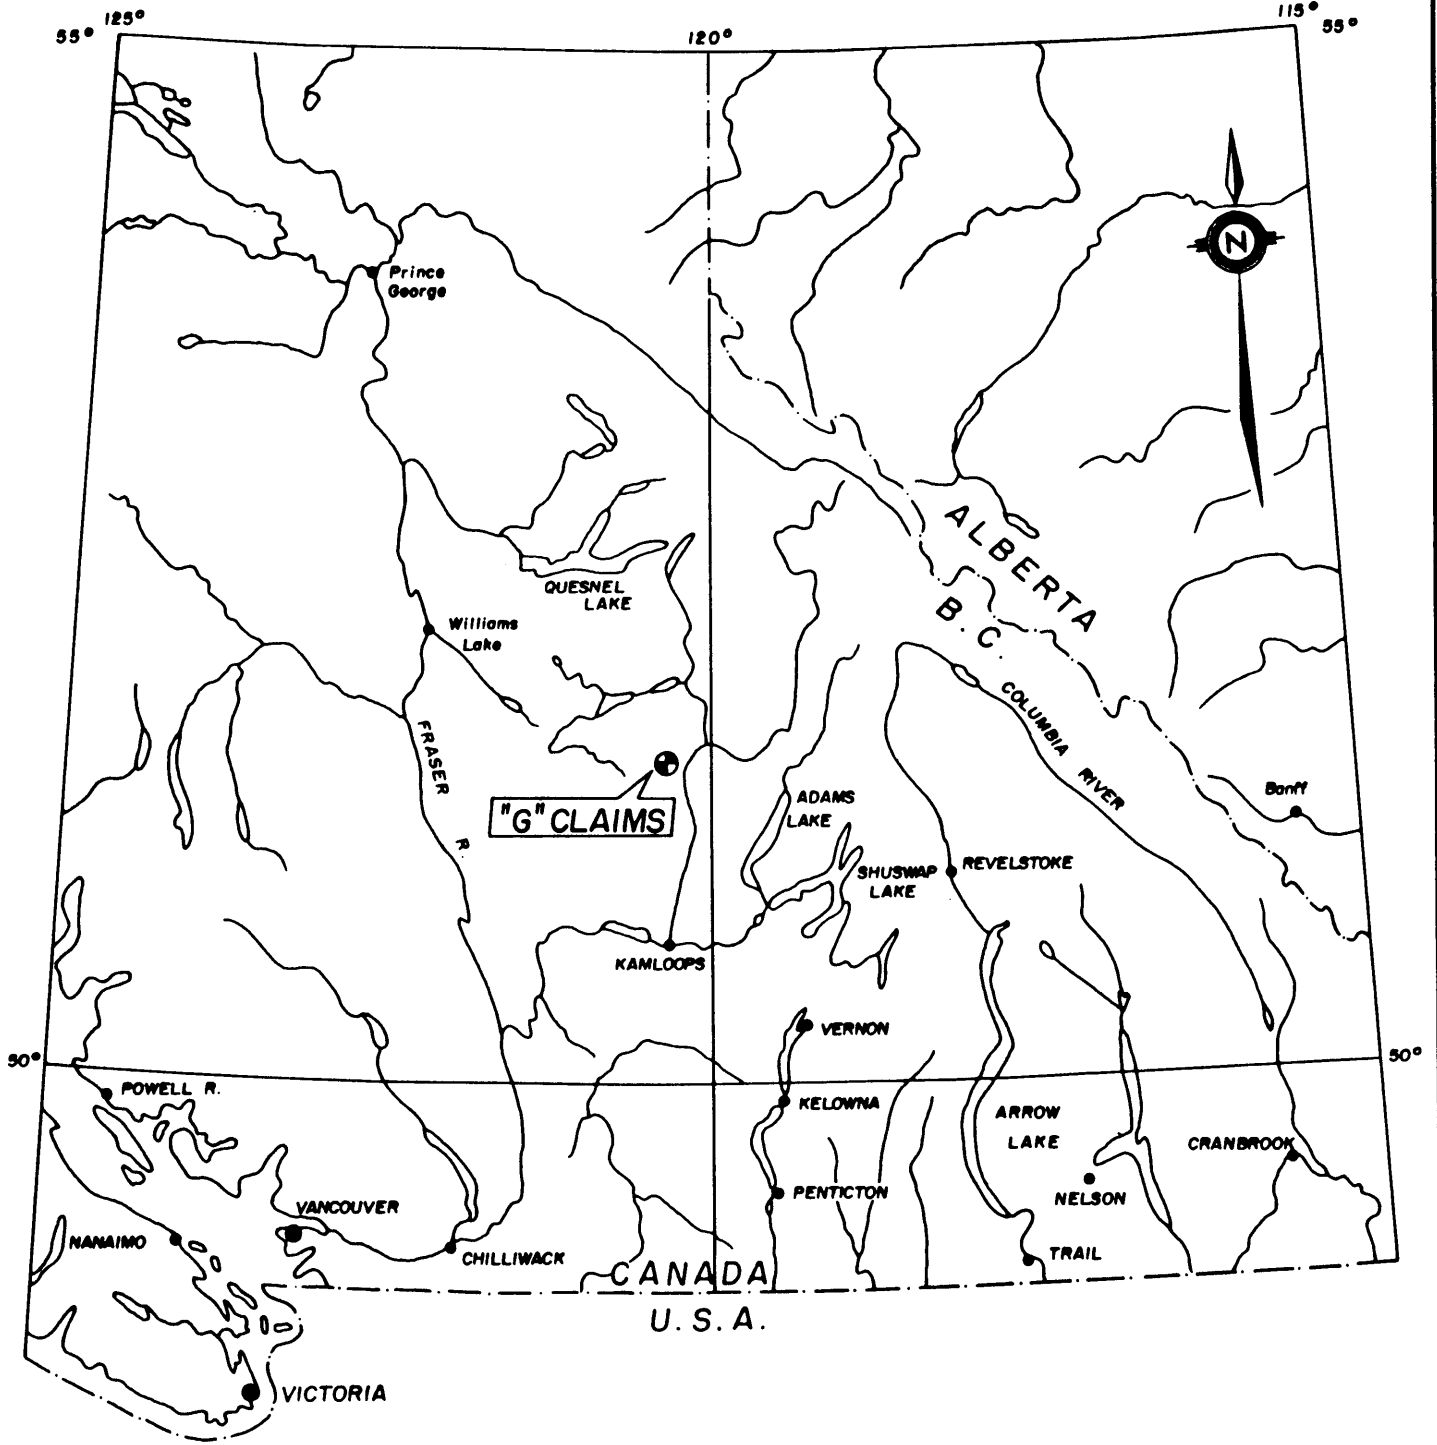 125°
55°
120°
115°
55°
N
Prince
George
ALBERTA
B.C.
QUESNEL
LAKE
Williams
Lake
COLUMBIA RIVER
FRASER R.
"G" CLAIMS
ADAMS
LAKE
Banff
SHUSWAP
LAKE
REVELSTOKE
KAMLOOPS
VERNON
50°
50°
POWELL R.
KELOWNA
ARROW
LAKE
CRANBROOK
PENTICTON
NELSON
VANCOUVER
NANAIMO
CHILLIWACK
TRAIL
CANADA
U.S.A.
VICTORIA